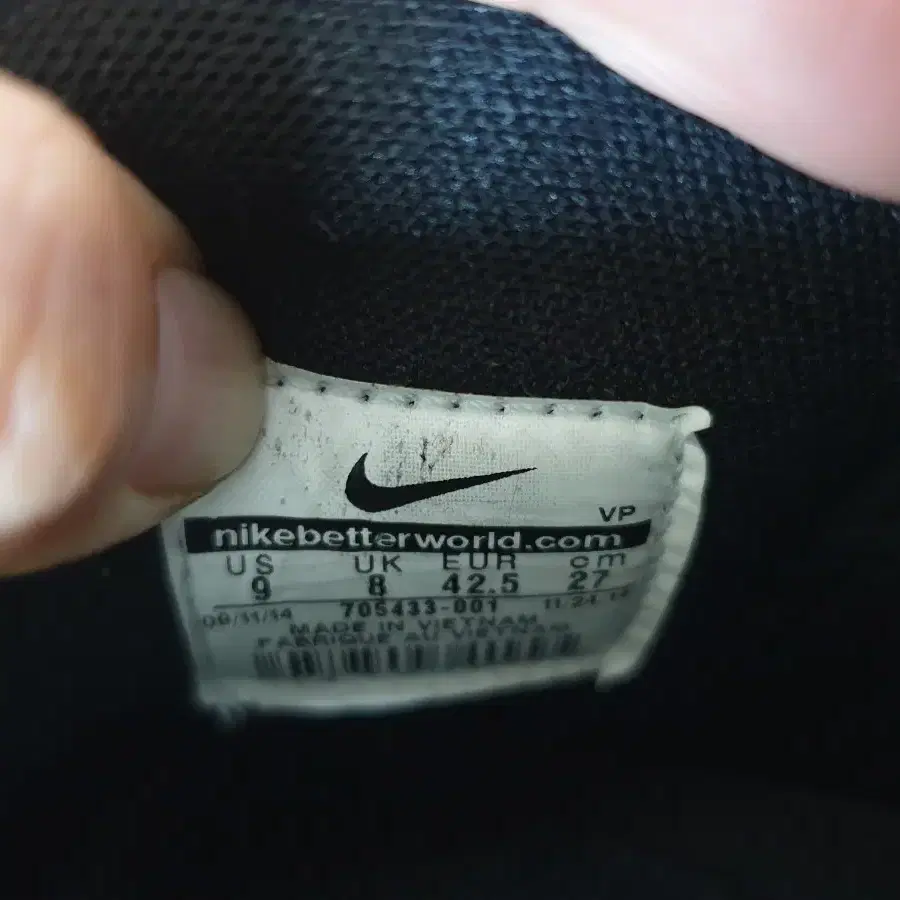 VP
nikebetterworld.com
US UK EUR cm
9 8 42.5 27
705433-001
MADE IN VIETNAM
FABRIQUE AU VIETNAM